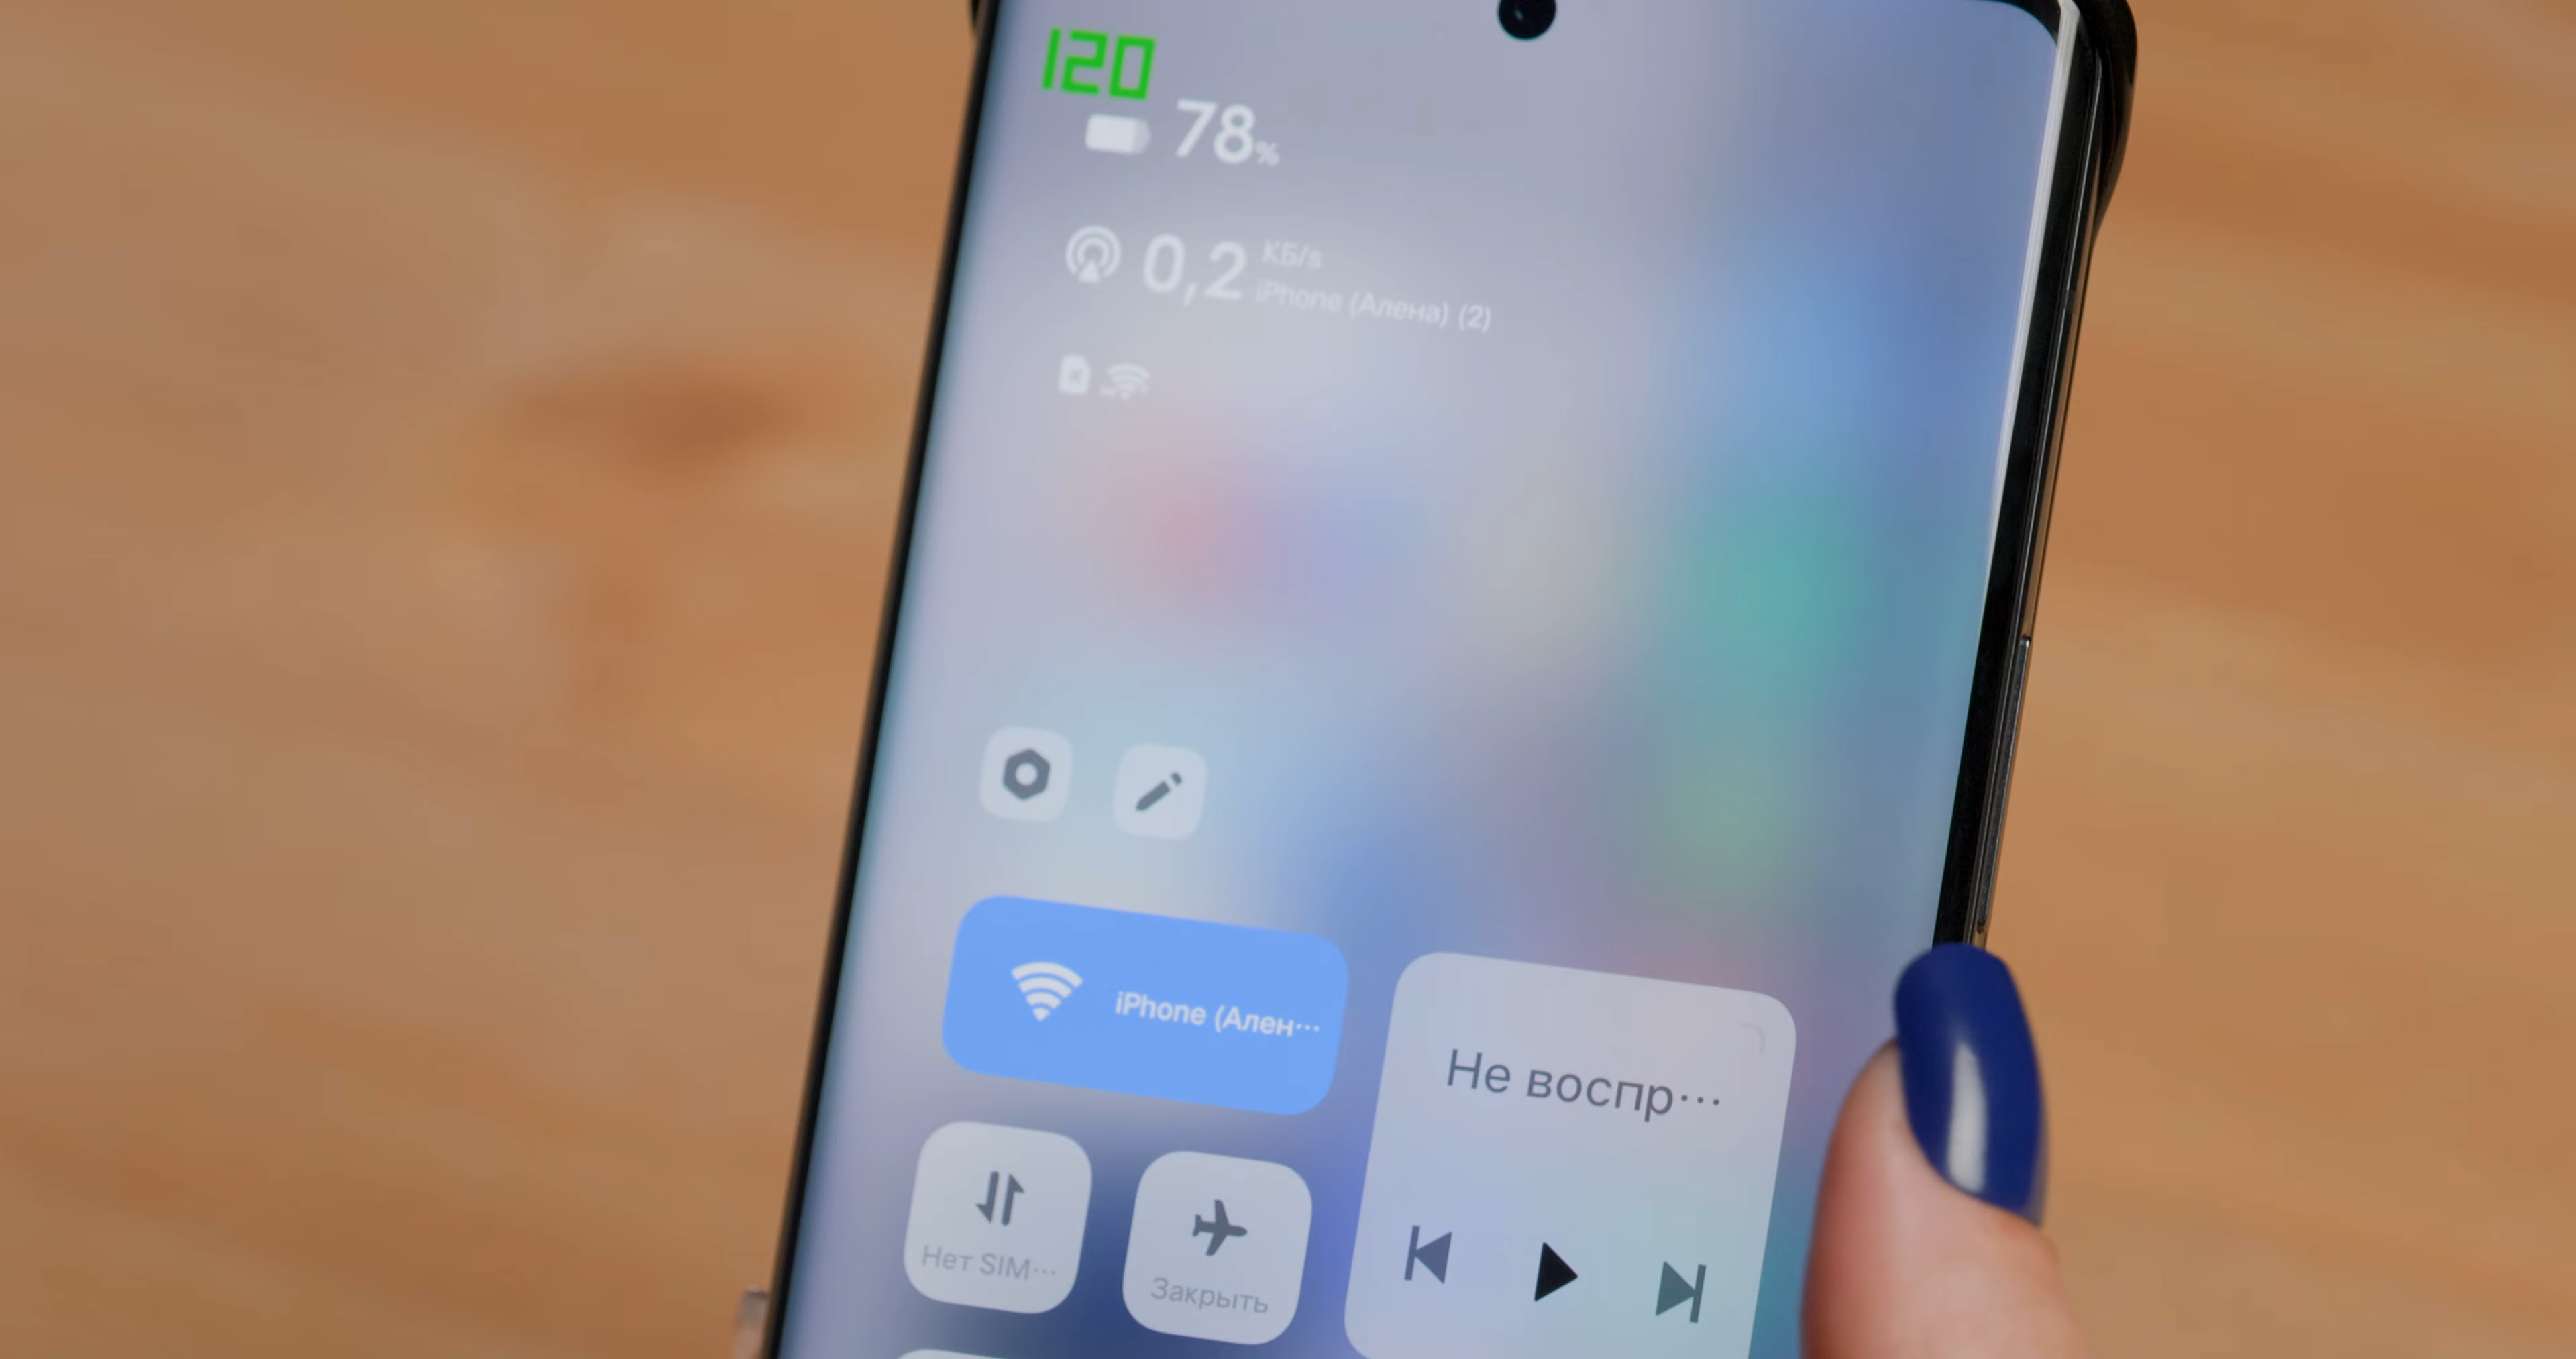 120
78%
0,2 КБ/s
iPhone (Алена) (2)
iPhone (Ален···
Не воспр···
Нет SIM···
Закрыть